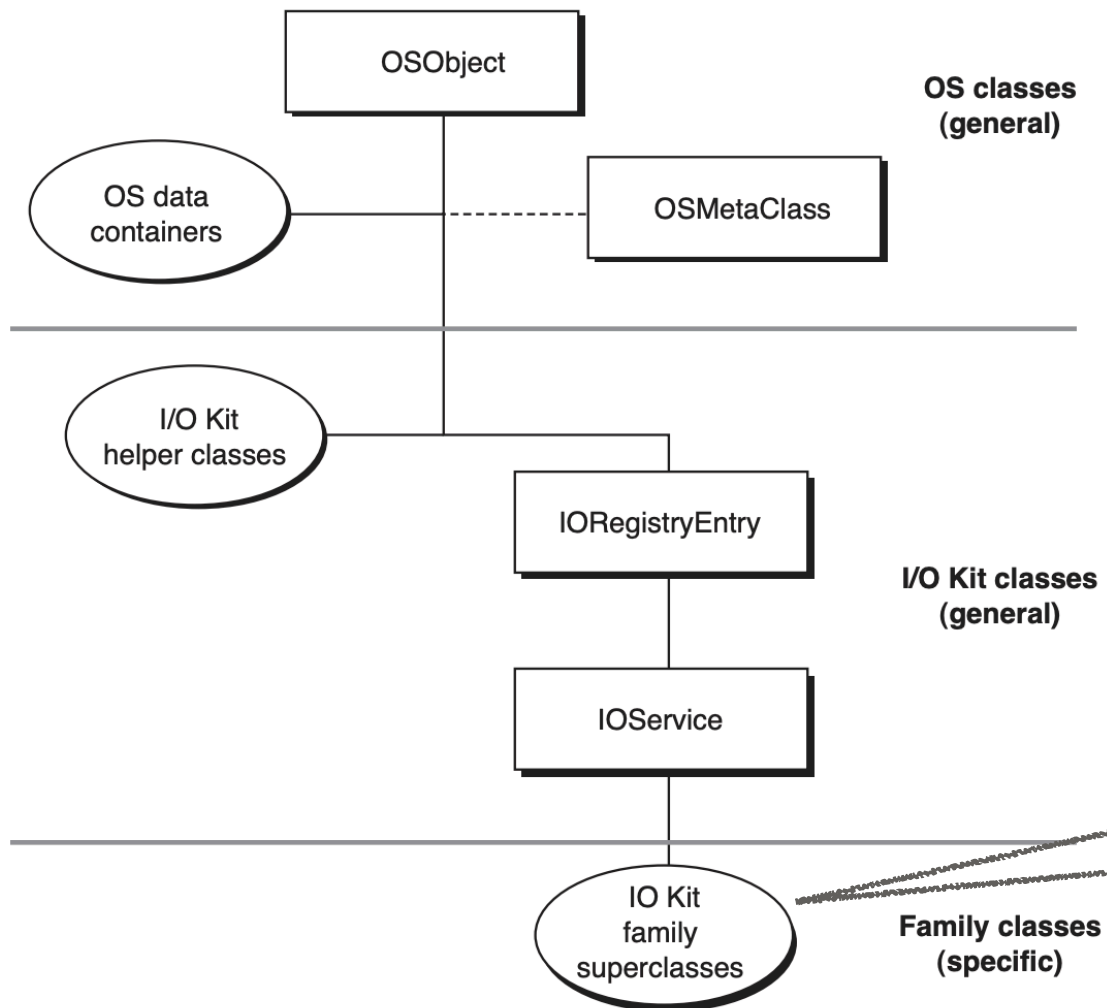 OSObject
OS classes
(general)
OS data
containers
OSMetaClass
I/O Kit
helper classes
IORegistryEntry
I/O Kit classes
(general)
IOService
IO Kit
family
superclasses
Family classes
(specific)